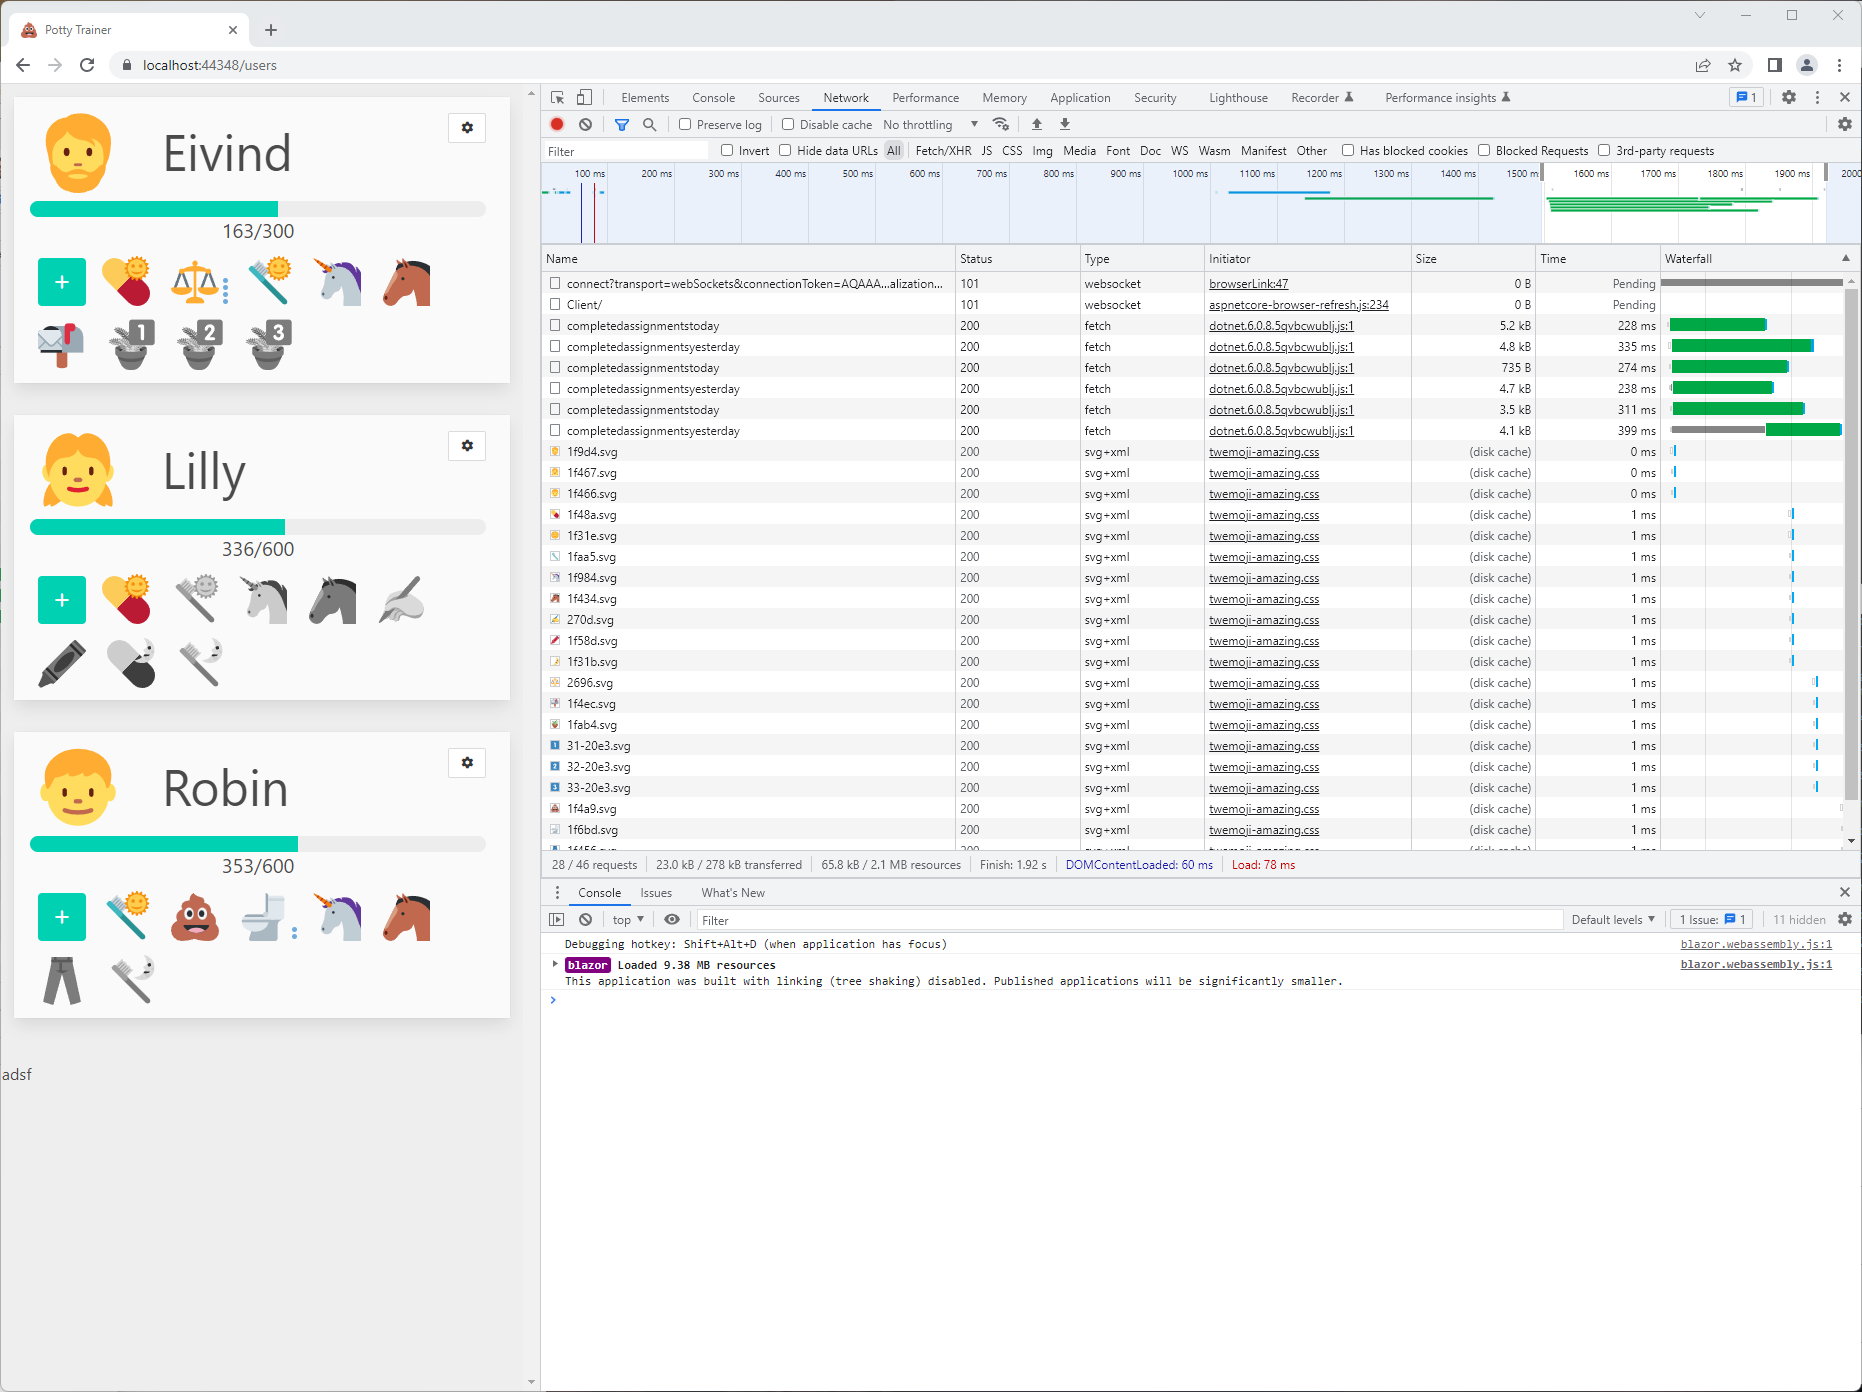 Potty Trainer
localhost:44348/users
Eivind
163/300
+
1 2 3
Lilly
336/600
+
Robin
353/600
+
adsf
Elements Console Sources Network Performance Memory Application Security Lighthouse Recorder Performance insights 1
Preserve log Disable cache No throttling
Filter Invert Hide data URLs All Fetch/XHR JS CSS Img Media Font Doc WS Wasm Manifest Other Has blocked cookies Blocked Requests 3rd-party requests
100 ms 200 ms 300 ms 400 ms 500 ms 600 ms 700 ms 800 ms 900 ms 1000 ms 1100 ms 1200 ms 1300 ms 1400 ms 1500 m 1600 ms 1700 ms 1800 ms 1900 ms 2000
Name Status Type Initiator Size Time Waterfall
connect?transport=webSockets&connectionToken=AQAAA...alization... 101 websocket browserLink:47 0 B Pending
Client/ 101 websocket aspnetcore-browser-refresh.js:234 0 B Pending
completedassignmentstoday 200 fetch dotnet.6.0.8.5qvbcwublj.js:1 5.2 kB 228 ms
completedassignmentsyesterday 200 fetch dotnet.6.0.8.5qvbcwublj.js:1 4.8 kB 335 ms
completedassignmentstoday 200 fetch dotnet.6.0.8.5qvbcwublj.js:1 735 B 274 ms
completedassignmentsyesterday 200 fetch dotnet.6.0.8.5qvbcwublj.js:1 4.7 kB 238 ms
completedassignmentstoday 200 fetch dotnet.6.0.8.5qvbcwublj.js:1 3.5 kB 311 ms
completedassignmentsyesterday 200 fetch dotnet.6.0.8.5qvbcwublj.js:1 4.1 kB 399 ms
1f9d4.svg 200 svg+xml twemoji-amazing.css (disk cache) 0 ms
1f467.svg 200 svg+xml twemoji-amazing.css (disk cache) 0 ms
1f466.svg 200 svg+xml twemoji-amazing.css (disk cache) 0 ms
1f48a.svg 200 svg+xml twemoji-amazing.css (disk cache) 1 ms
1f31e.svg 200 svg+xml twemoji-amazing.css (disk cache) 1 ms
1faa5.svg 200 svg+xml twemoji-amazing.css (disk cache) 1 ms
1f984.svg 200 svg+xml twemoji-amazing.css (disk cache) 1 ms
1f434.svg 200 svg+xml twemoji-amazing.css (disk cache) 1 ms
270d.svg 200 svg+xml twemoji-amazing.css (disk cache) 1 ms
1f58d.svg 200 svg+xml twemoji-amazing.css (disk cache) 1 ms
1f31b.svg 200 svg+xml twemoji-amazing.css (disk cache) 1 ms
2696.svg 200 svg+xml twemoji-amazing.css (disk cache) 1 ms
1f4ec.svg 200 svg+xml twemoji-amazing.css (disk cache) 1 ms
1fab4.svg 200 svg+xml twemoji-amazing.css (disk cache) 1 ms
31-20e3.svg 200 svg+xml twemoji-amazing.css (disk cache) 1 ms
32-20e3.svg 200 svg+xml twemoji-amazing.css (disk cache) 1 ms
33-20e3.svg 200 svg+xml twemoji-amazing.css (disk cache) 1 ms
1f4a9.svg 200 svg+xml twemoji-amazing.css (disk cache) 1 ms
1f6bd.svg 200 svg+xml twemoji-amazing.css (disk cache) 1 ms
28 / 46 requests 23.0 kB / 278 kB transferred 65.8 kB / 2.1 MB resources Finish: 1.92 s DOMContentLoaded: 60 ms Load: 78 ms
Console Issues What's New
top Filter Default levels 1 Issue: 1 11 hidden
Debugging hotkey: Shift+Alt+D (when application has focus) blazor.webassembly.js:1
blazor Loaded 9.38 MB resources blazor.webassembly.js:1
This application was built with linking (tree shaking) disabled. Published applications will be significantly smaller.